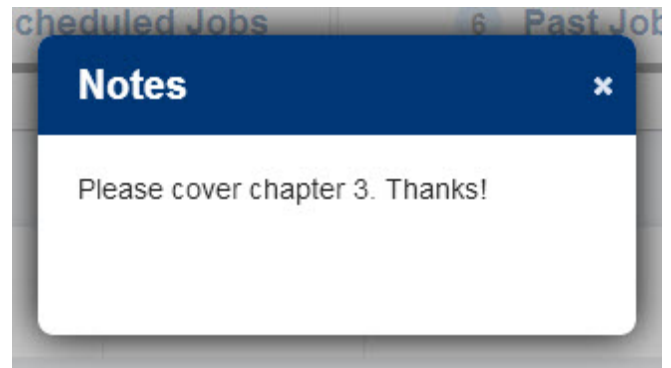 cheduled Jobs
6 Past Job
Notes
×
Please cover chapter 3. Thanks!